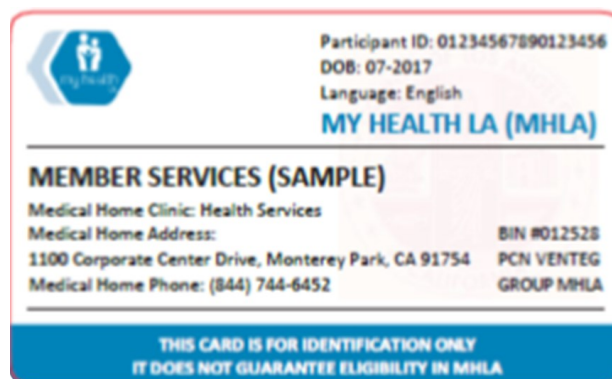 my health
Participant ID: 01234567890123456
DOB: 07-2017
Language: English
MY HEALTH LA (MHLA)
MEMBER SERVICES (SAMPLE)
Medical Home Clinic: Health Services
Medical Home Address:
BIN #012528
1100 Corporate Center Drive, Monterey Park, CA 91754
PCN VENTEG
Medical Home Phone: (844) 744-6452
GROUP MHLA
THIS CARD IS FOR IDENTIFICATION ONLY
IT DOES NOT GUARANTEE ELIGIBILITY IN MHLA